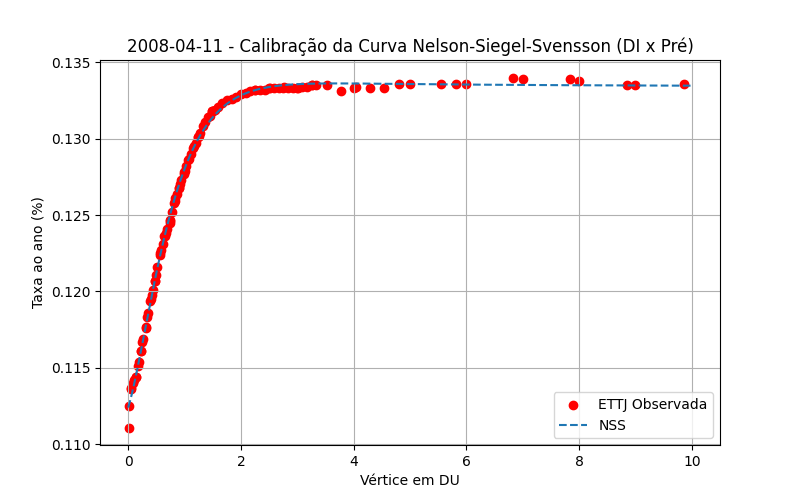 2008-04-11 - Calibração da Curva Nelson-Siegel-Svensson (DI x Pré)
0.135
0.130
0.125
0.120
0.115
0.110
Taxa ao ano (%)
0
2
4
6
8
10
Vértice em DU
ETTJ Observada
NSS